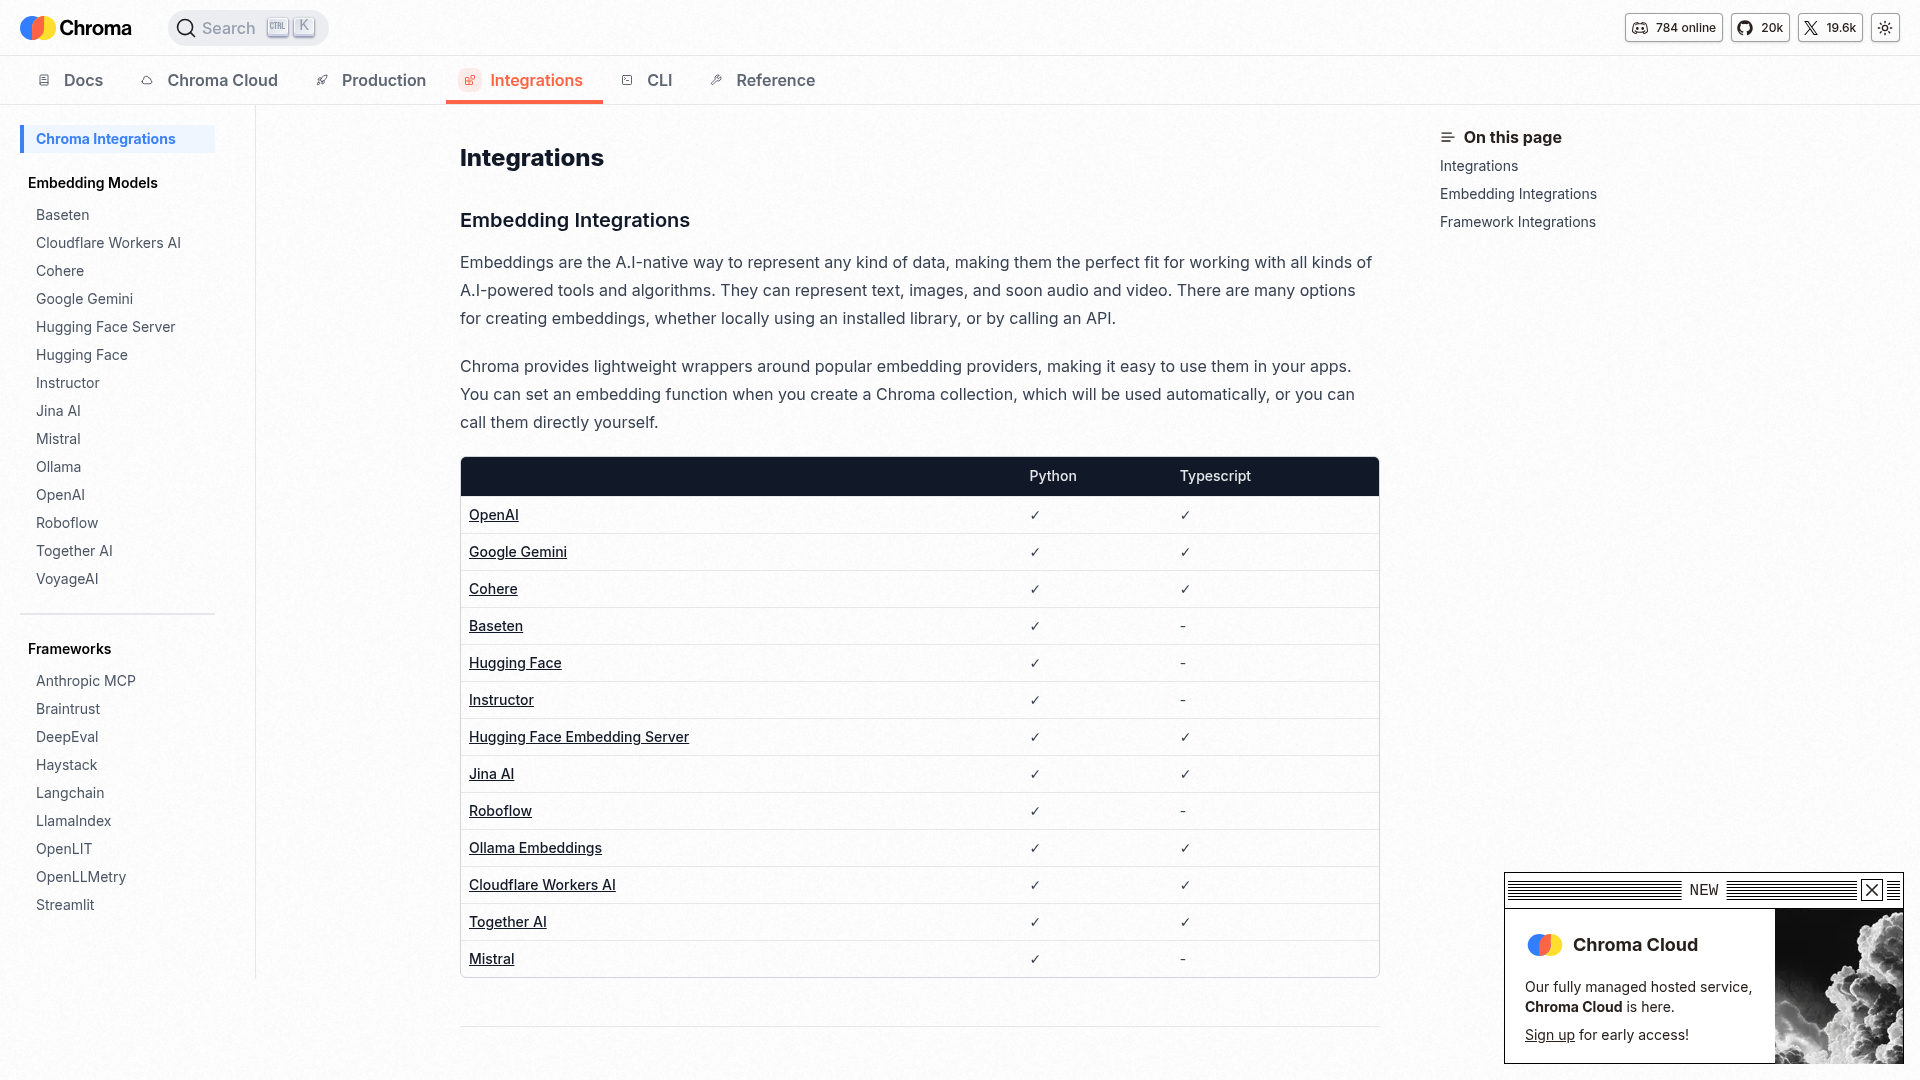 Chroma
Search CTRL K
784 online
20k
19.6k
Docs
Chroma Cloud
Production
Integrations
CLI
Reference
Chroma Integrations
Embedding Models
Baseten
Cloudflare Workers AI
Cohere
Google Gemini
Hugging Face Server
Hugging Face
Instructor
Jina AI
Mistral
Ollama
OpenAI
Roboflow
Together AI
VoyageAI
Frameworks
Anthropic MCP
Braintrust
DeepEval
Haystack
Langchain
LlamaIndex
OpenLIT
OpenLLMetry
Streamlit
Integrations
Embedding Integrations
Embeddings are the A.I-native way to represent any kind of data, making them the perfect fit for working with all kinds of
A.I-powered tools and algorithms. They can represent text, images, and soon audio and video. There are many options
for creating embeddings, whether locally using an installed library, or by calling an API.
Chroma provides lightweight wrappers around popular embedding providers, making it easy to use them in your apps.
You can set an embedding function when you create a Chroma collection, which will be used automatically, or you can
call them directly yourself.
Python Typescript
OpenAI ✓ ✓
Google Gemini ✓ ✓
Cohere ✓ ✓
Baseten ✓ -
Hugging Face ✓ -
Instructor ✓ -
Hugging Face Embedding Server ✓ ✓
Jina AI ✓ ✓
Roboflow ✓ -
Ollama Embeddings ✓ ✓
Cloudflare Workers AI ✓ ✓
Together AI ✓ ✓
Mistral ✓ -
On this page
Integrations
Embedding Integrations
Framework Integrations
NEW
Chroma Cloud
Our fully managed hosted service,
Chroma Cloud is here.
Sign up for early access!